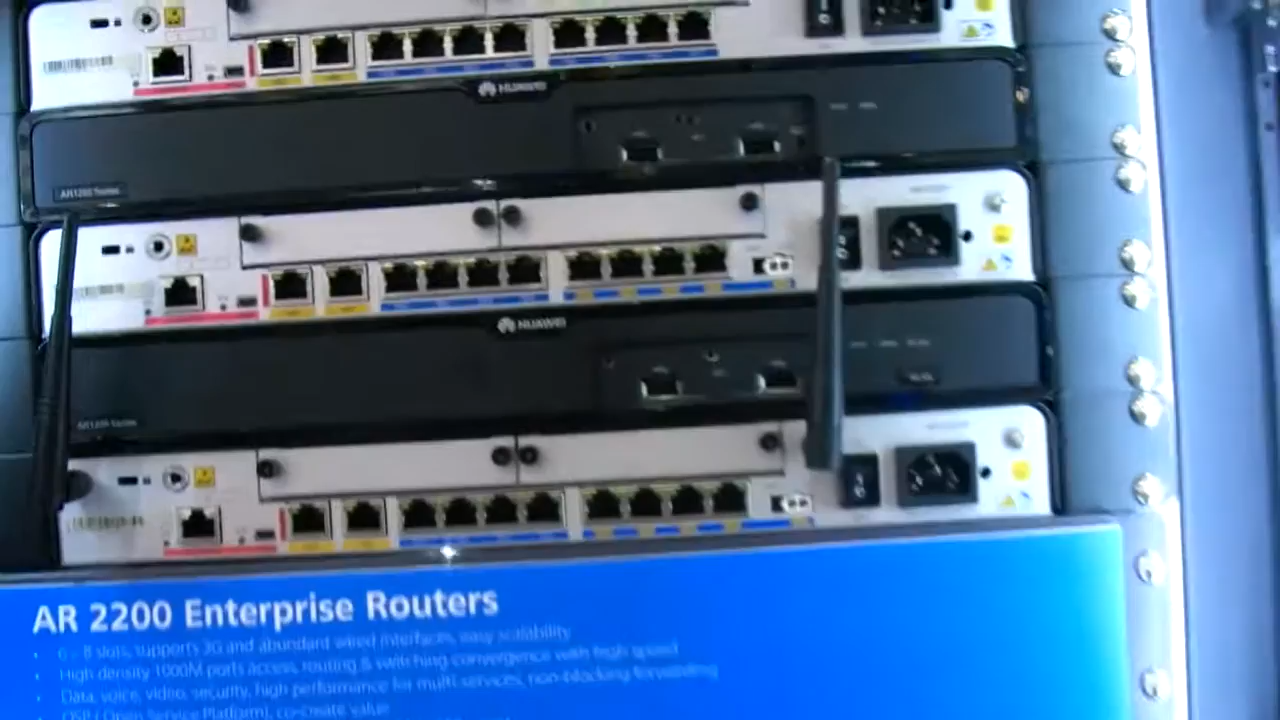 HUAWEI
AR1200 Series
HUAWEI
AR1200 Series
AR 2200 Enterprise Routers
6 - 8 slots, supports 3G and abundant wired interfaces, easy scalability
High density 1000M ports access, routing & switching convergence with high speed
Data, voice, video, security, high performance for multi-services, non-blocking forwarding
OSP ( Open Service Platform), co-create value